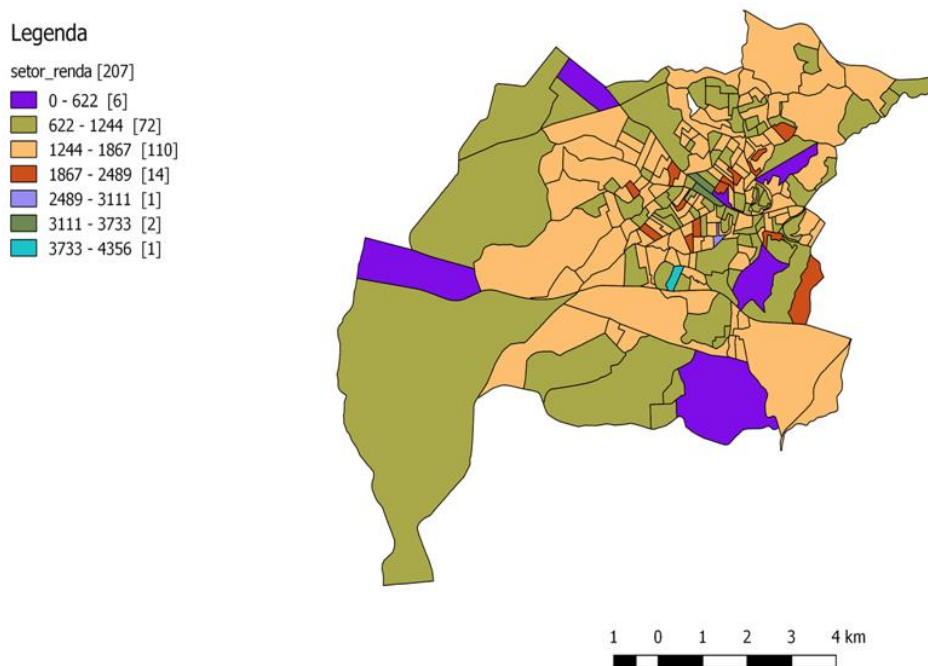 Legenda
setor_renda [207]
0 - 622 [6]
622 - 1244 [72]
1244 - 1867 [110]
1867 - 2489 [14]
2489 - 3111 [1]
3111 - 3733 [2]
3733 - 4356 [1]
1 0 1 2 3 4 km